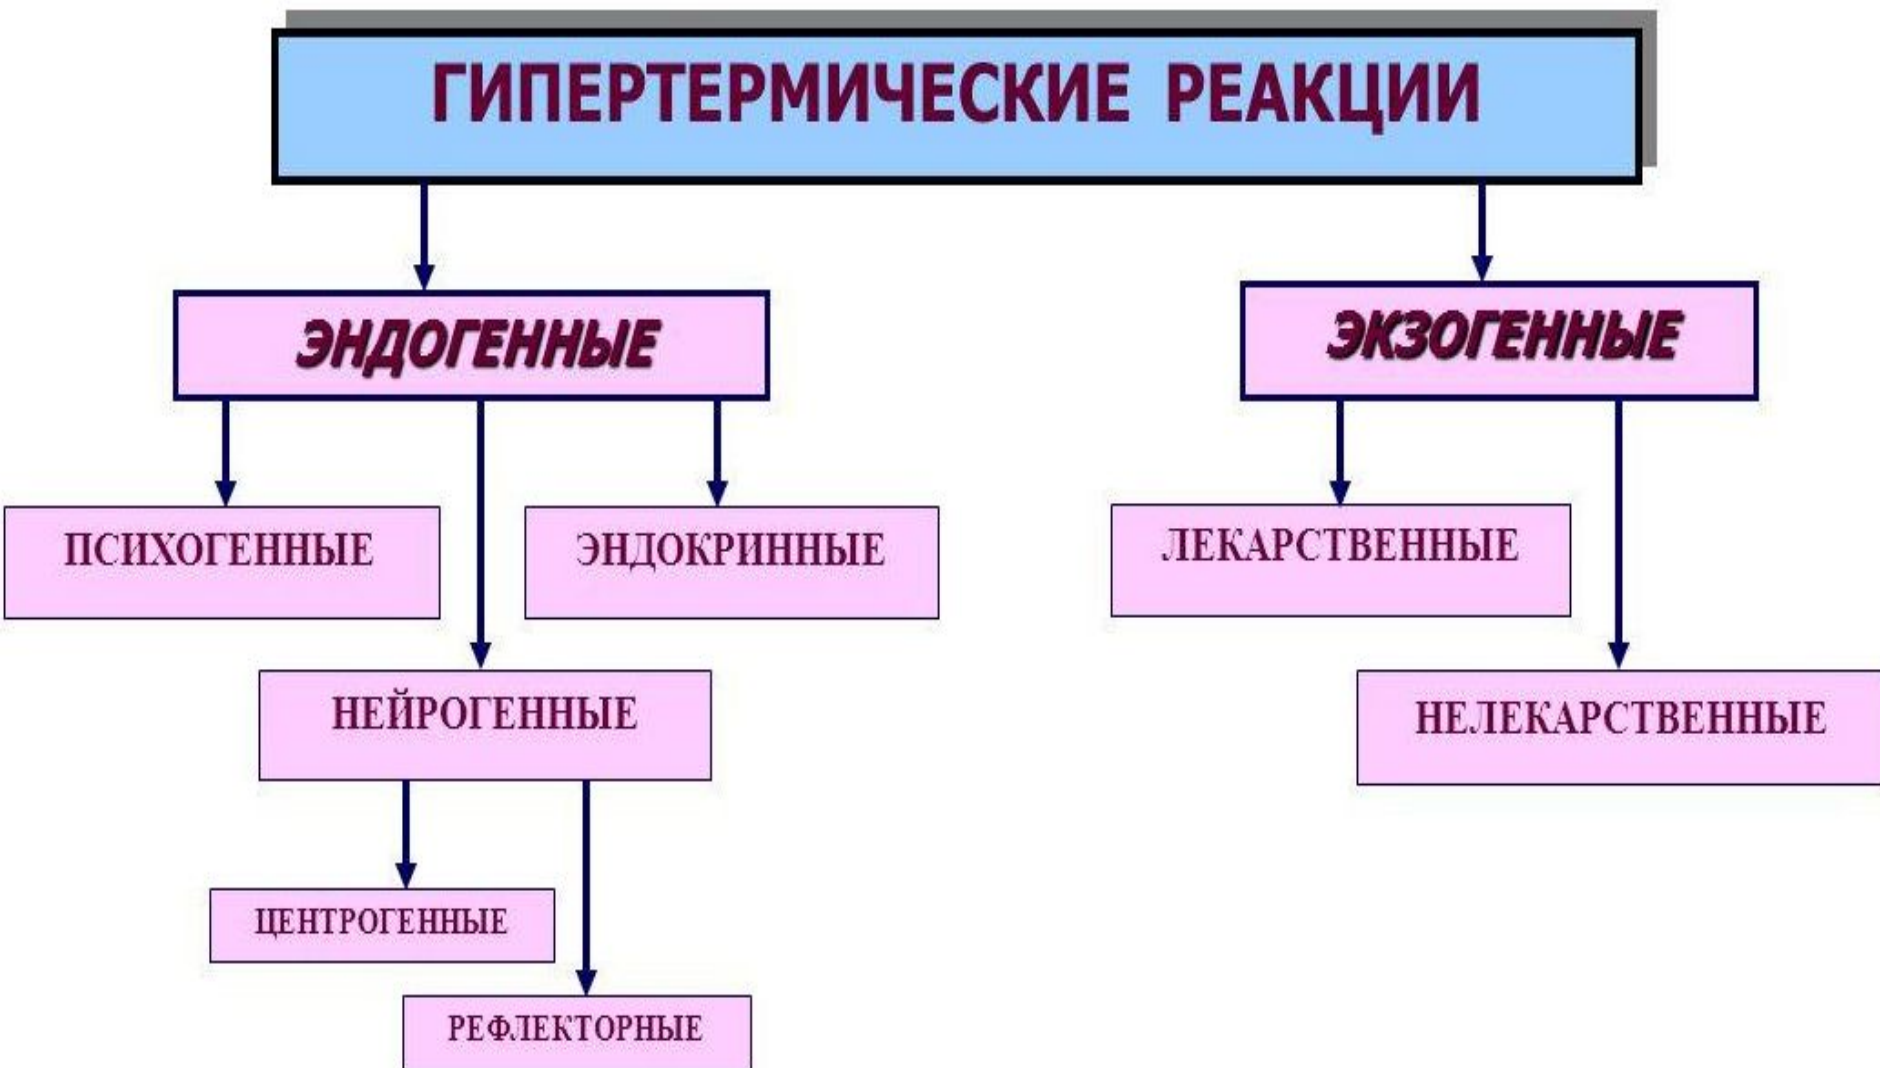 ГИПЕРТЕРМИЧЕСКИЕ РЕАКЦИИ
ЭНДОГЕННЫЕ
ЭКЗОГЕННЫЕ
ПСИХОГЕННЫЕ
ЭНДОКРИННЫЕ
ЛЕКАРСТВЕННЫЕ
НЕЙРОГЕННЫЕ
НЕЛЕКАРСТВЕННЫЕ
ЦЕНТРОГЕННЫЕ
РЕФЛЕКТОРНЫЕ